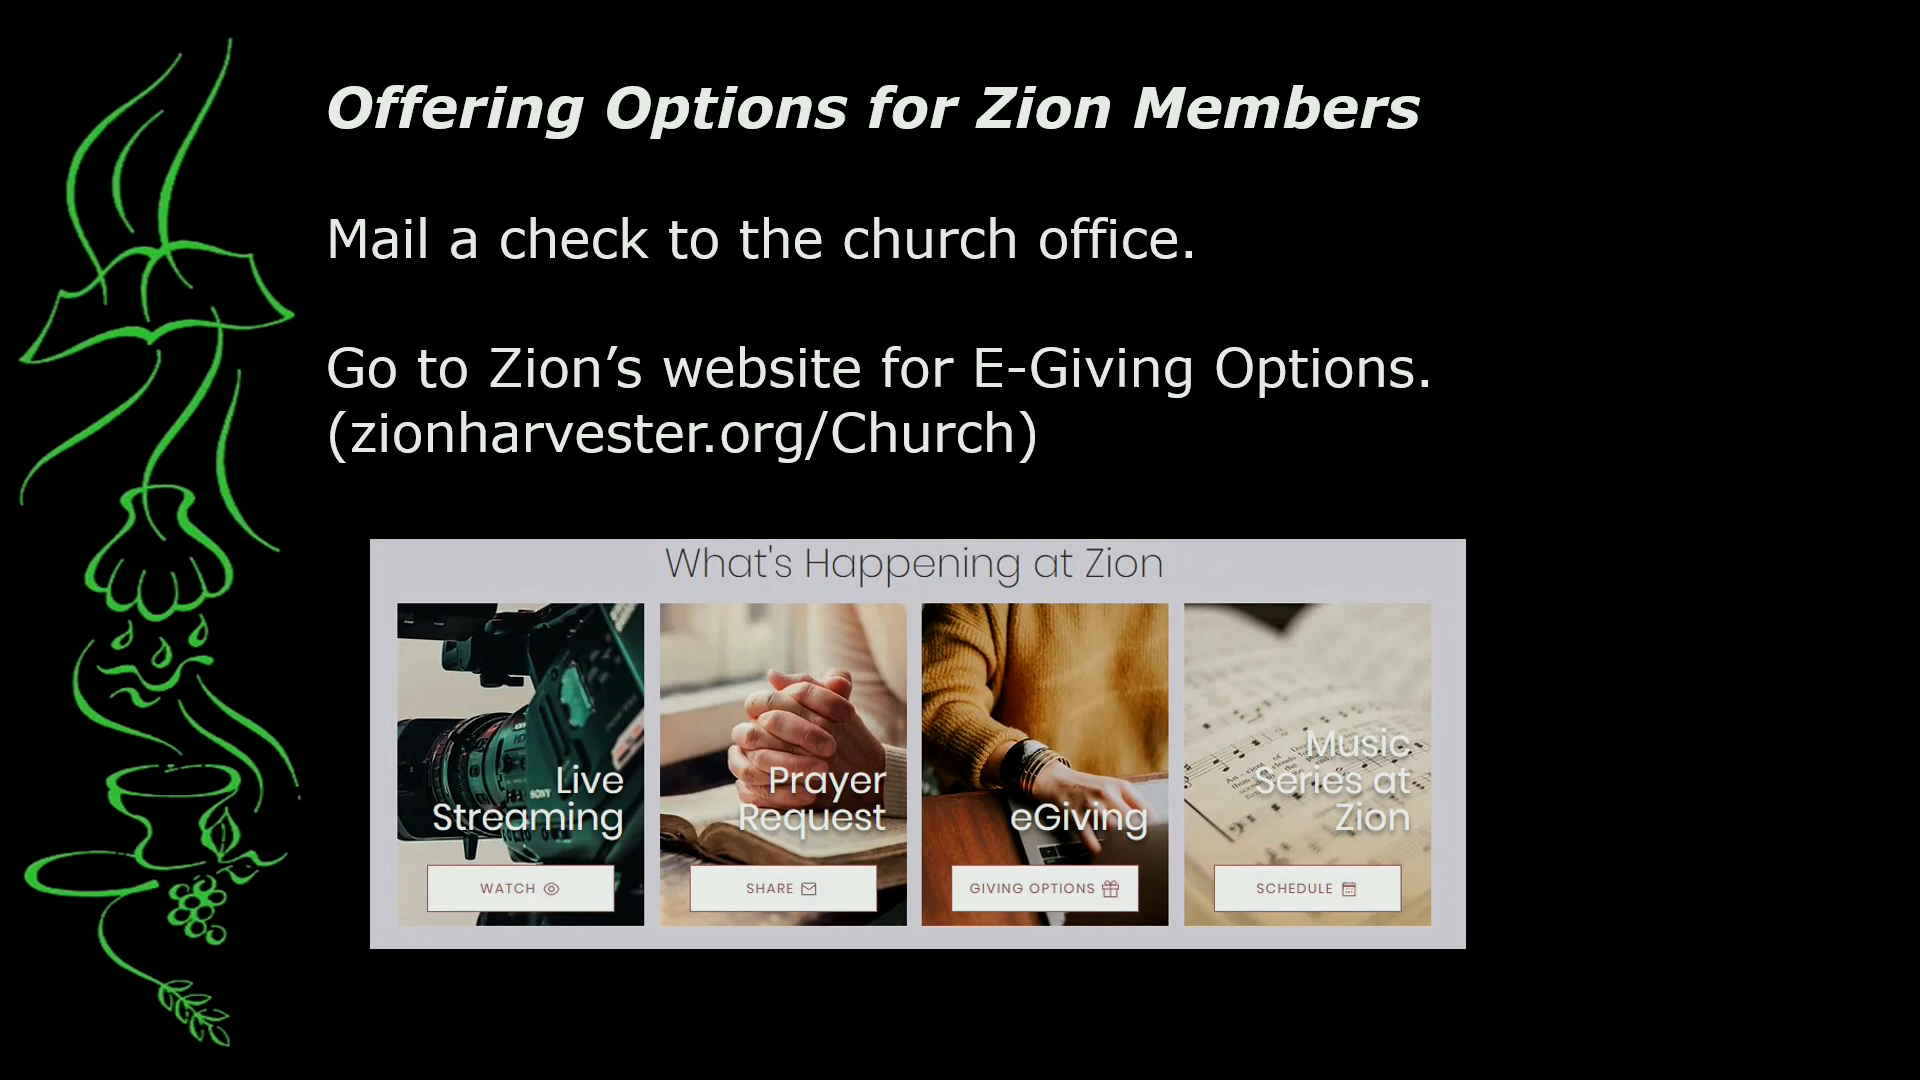 Offering Options for Zion Members
Mail a check to the church office.
Go to Zion’s website for E-Giving Options.
(zionharvester.org/Church)
What's Happening at Zion
Live
Streaming
WATCH
Prayer
Request
SHARE
eGiving
GIVING OPTIONS
Music
Series at
Zion
SCHEDULE
SONY